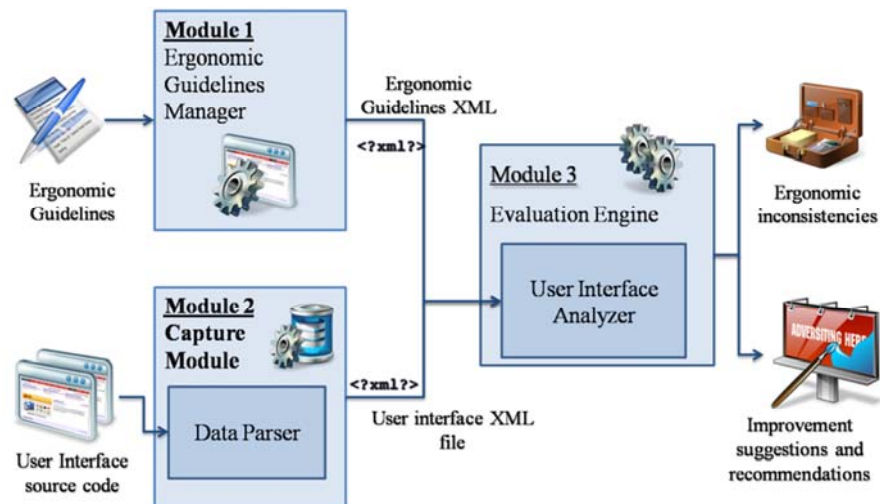 Module 1
Ergonomic
Guidelines
Manager
Ergonomic
Guidelines
Ergonomic
Guidelines XML
<?xml?>
Module 2
Capture
Module
Data Parser
User Interface
source code
<?xml?>
User interface XML
file
Module 3
Evaluation Engine
User Interface
Analyzer
Ergonomic
inconsistencies
ADVERSITING HERE
Improvement
suggestions and
recommendations